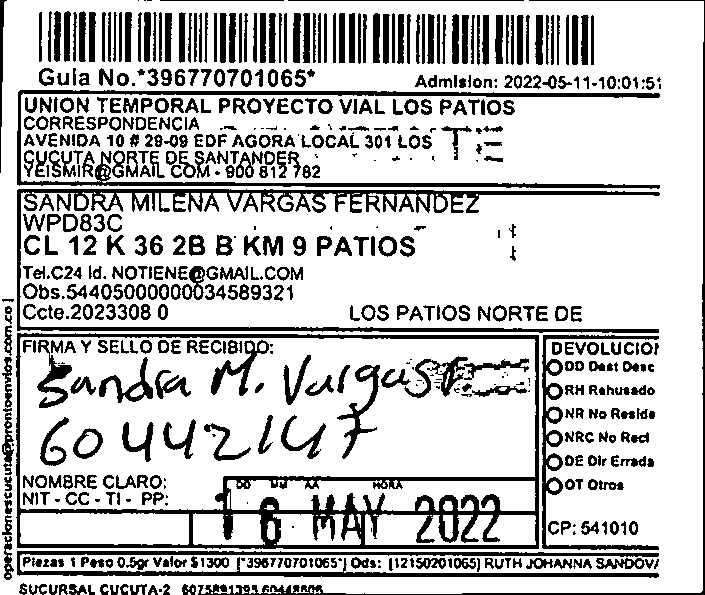 Guia No.*396770701065*
Admision: 2022-05-11-10:01:51
UNION TEMPORAL PROYECTO VIAL LOS PATIOS
CORRESPONDENCIA
AVENIDA 10 # 29-09 EDF AGORA LOCAL 301 LOS
CUCUTA NORTE DE SANTANDER
YEISMIR@GMAIL COM - 900 812 782
SANDRA MILENA VARGAS FERNANDEZ
WPD83C
CL 12 K 36 2B B KM 9 PATIOS
Tel.C24 Id. NOTIENE@GMAIL.COM
Obs.54405000000034589321
Ccte.2023308 0 LOS PATIOS NORTE DE
operacionescucuta@prontoenvios.com.co]
FIRMA Y SELLO DE RECIBIDO:
Sandra M. Vargas F.
60442147
NOMBRE CLARO:
NIT - CC - TI - PP:
DD MM AA HORA
16 MAY 2022
DEVOLUCION
DD Dest Desc
RH Rehusado
NR No Reside
NRC No Recl
DE Dir Errada
OT Otros
CP: 541010
Piezas 1 Peso 0.5gr Valor $1300 [*396770701065*] Ods: [12150201065] RUTH JOHANNA SANDOVA
SUCURSAL CUCUTA-2